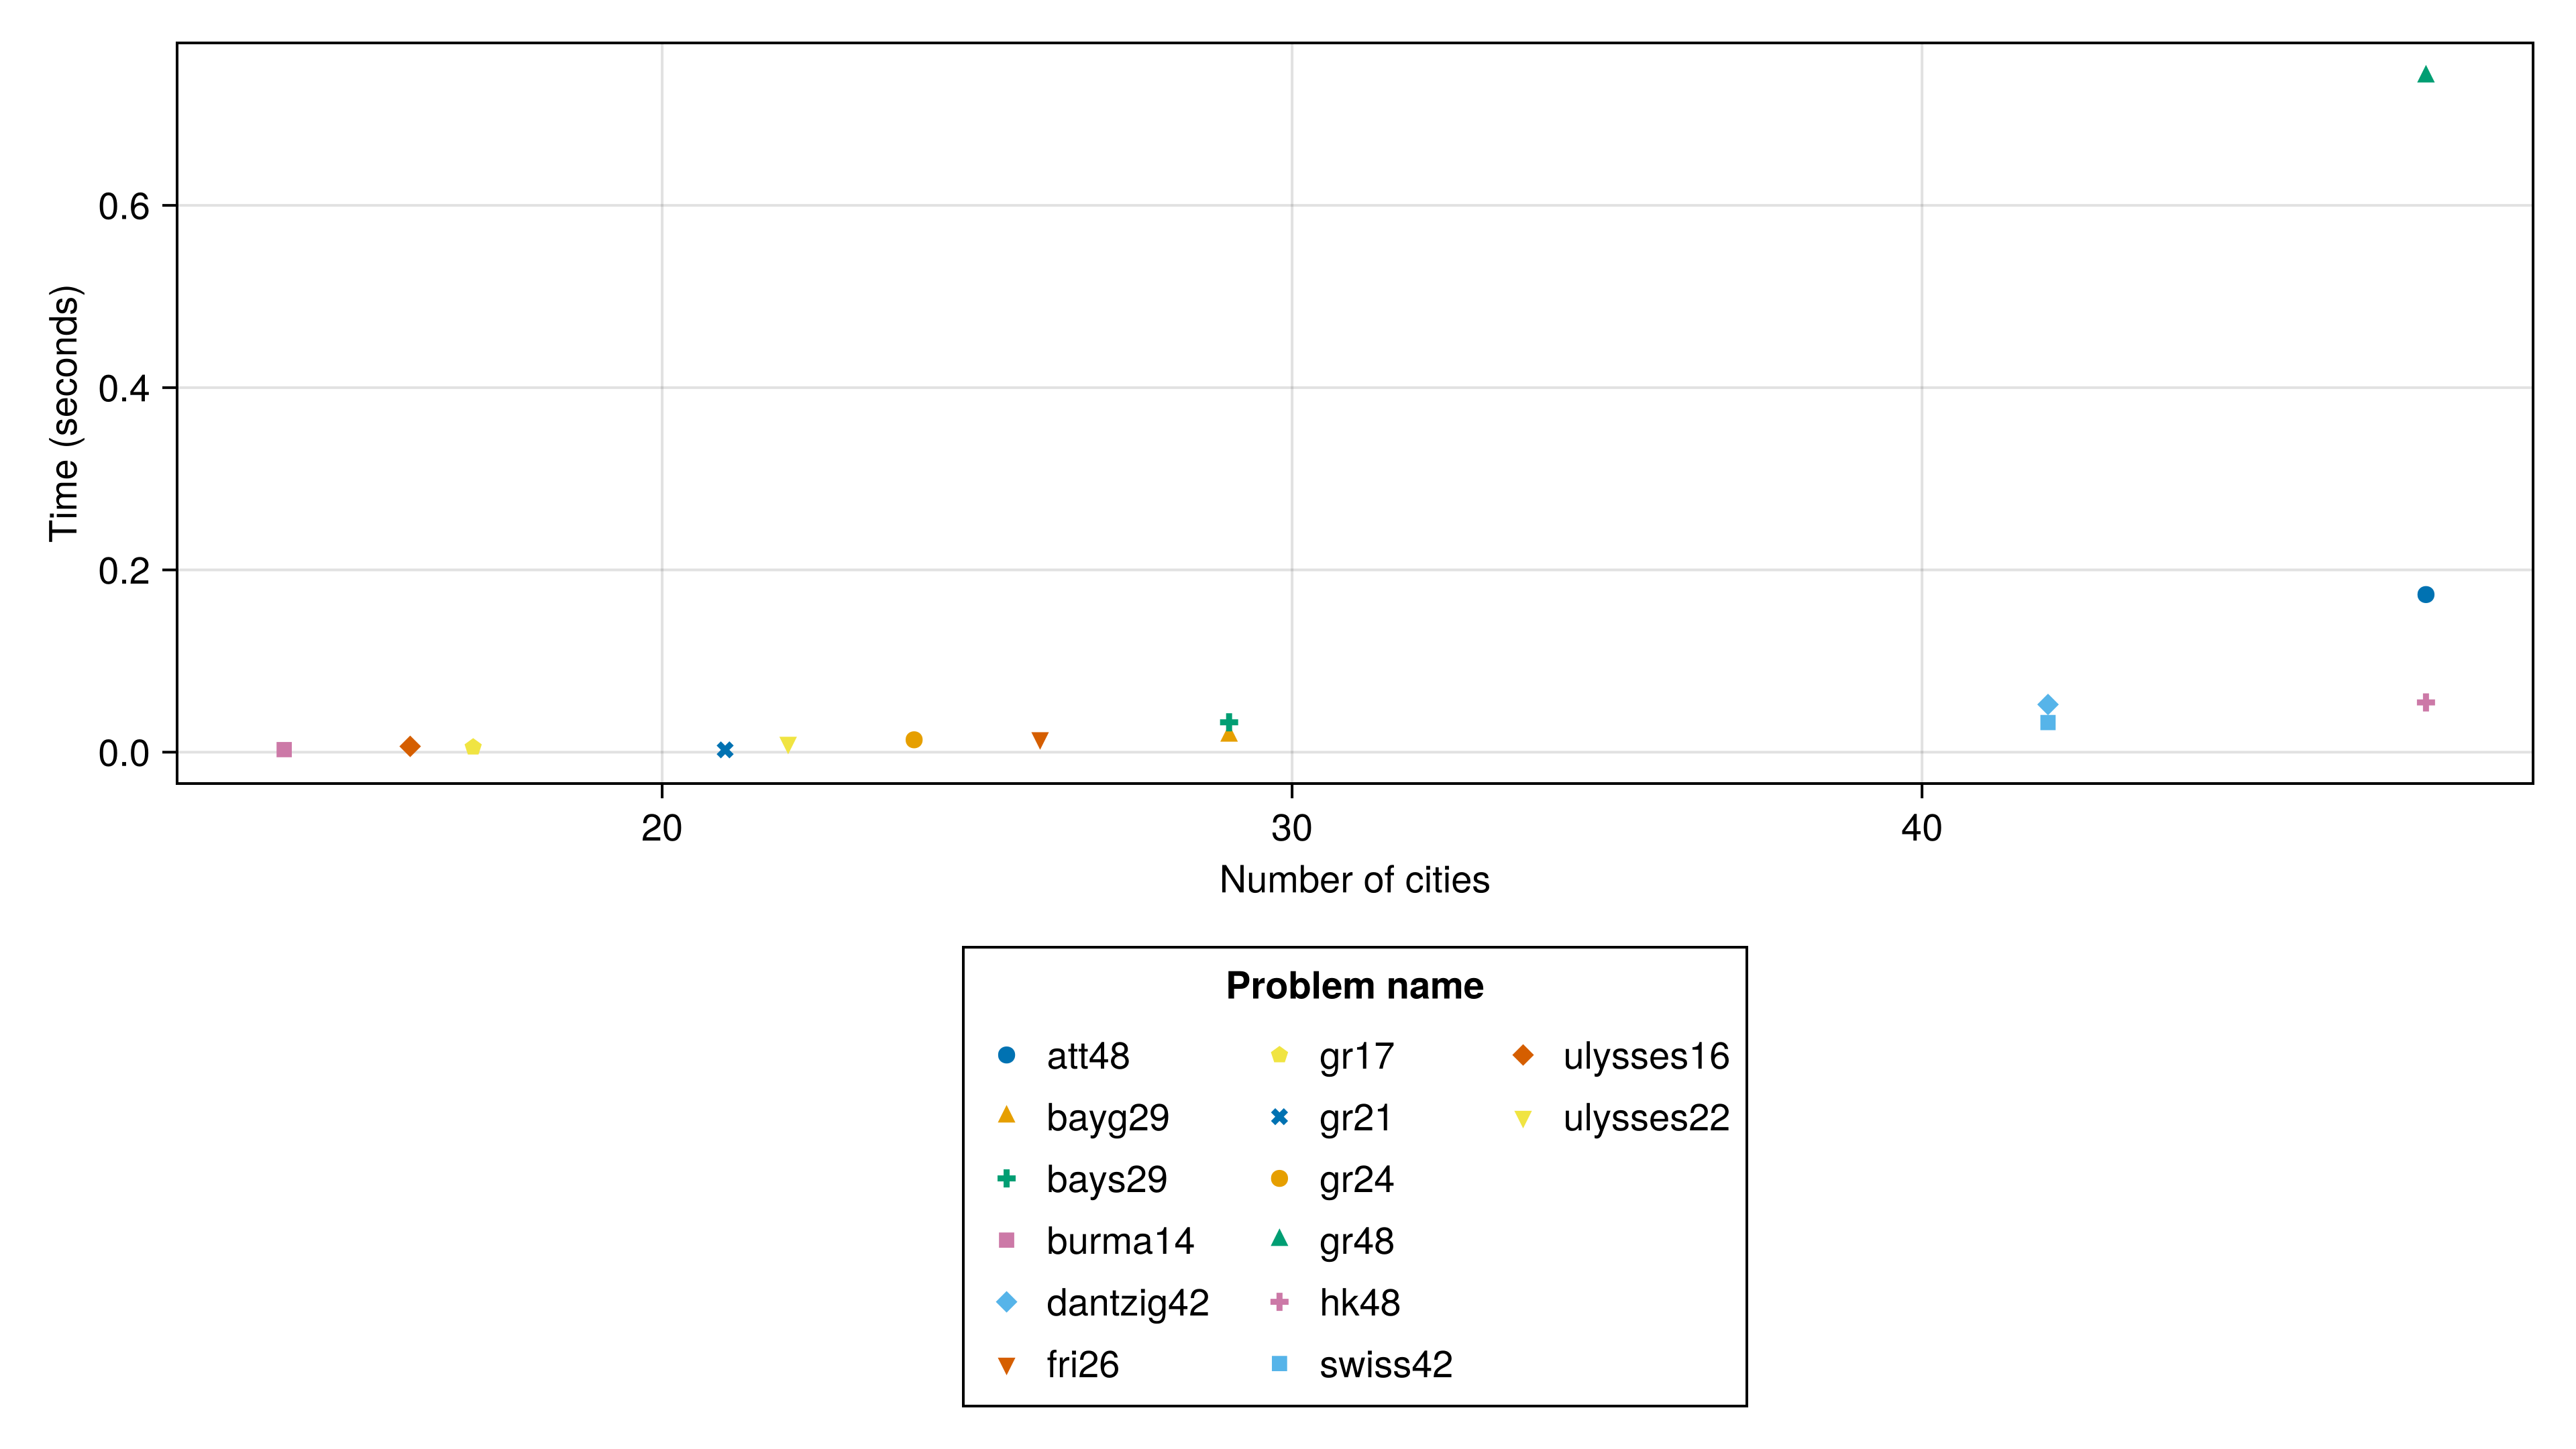 Time (seconds)
0.6
0.4
0.2
0.0
20 30 40
Number of cities
Problem name
att48 gr17 ulysses16
bayg29 gr21 ulysses22
bays29 gr24
burma14 gr48
dantzig42 hk48
fri26 swiss42